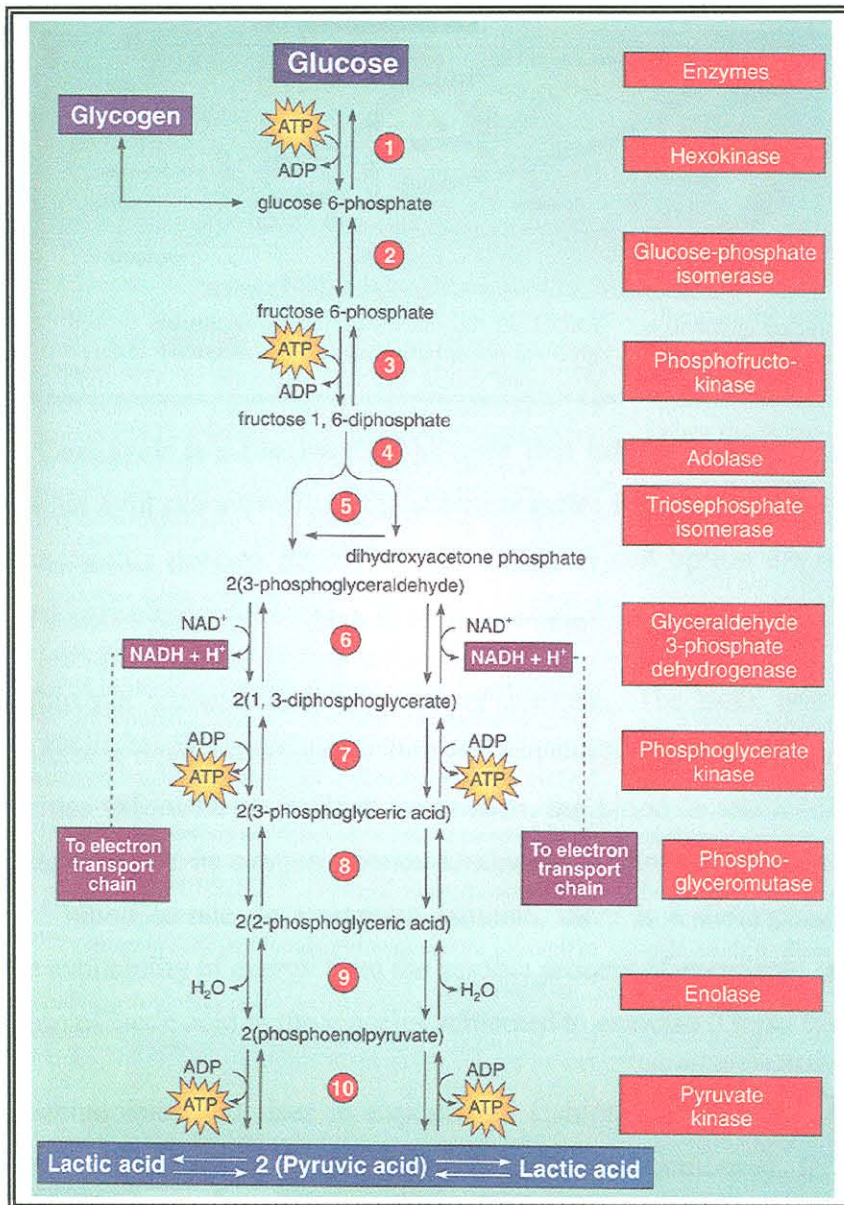 Glucose
Enzymes
Glycogen
ATP
ADP
1
Hexokinase
glucose 6-phosphate
2
Glucose-phosphate
isomerase
fructose 6-phosphate
ATP
ADP
3
Phosphofructo-
kinase
fructose 1, 6-diphosphate
4
Adolase
5
Triosephosphate
isomerase
dihydroxyacetone phosphate
2(3-phosphoglyceraldehyde)
NAD+
NADH + H+
6
NAD+
NADH + H+
Glyceraldehyde
3-phosphate
dehydrogenase
2(1, 3-diphosphoglycerate)
ADP
ATP
7
ADP
ATP
Phosphoglycerate
kinase
2(3-phosphoglyceric acid)
To electron
transport
chain
8
To electron
transport
chain
Phospho-
glyceromutase
2(2-phosphoglyceric acid)
H2O
9
H2O
Enolase
2(phosphoenolpyruvate)
ADP
ATP
10
ADP
ATP
Pyruvate
kinase
Lactic acid 2 (Pyruvic acid) Lactic acid